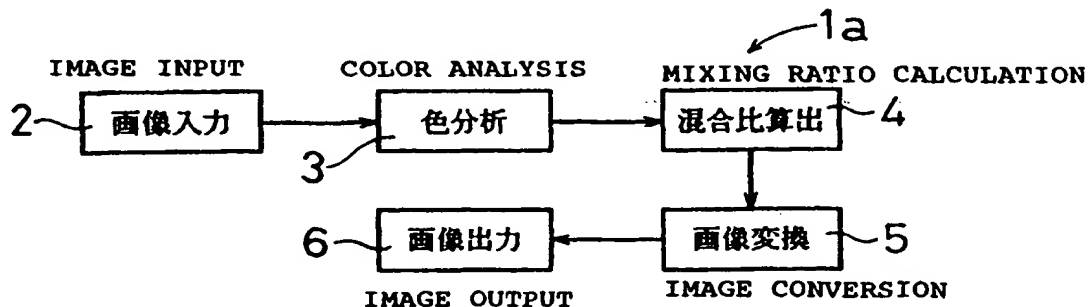 1a
IMAGE INPUT
COLOR ANALYSIS
MIXING RATIO CALCULATION
2
画像入力
3
色分析
4
混合比算出
6
画像出力
5
画像変換
IMAGE OUTPUT
IMAGE CONVERSION